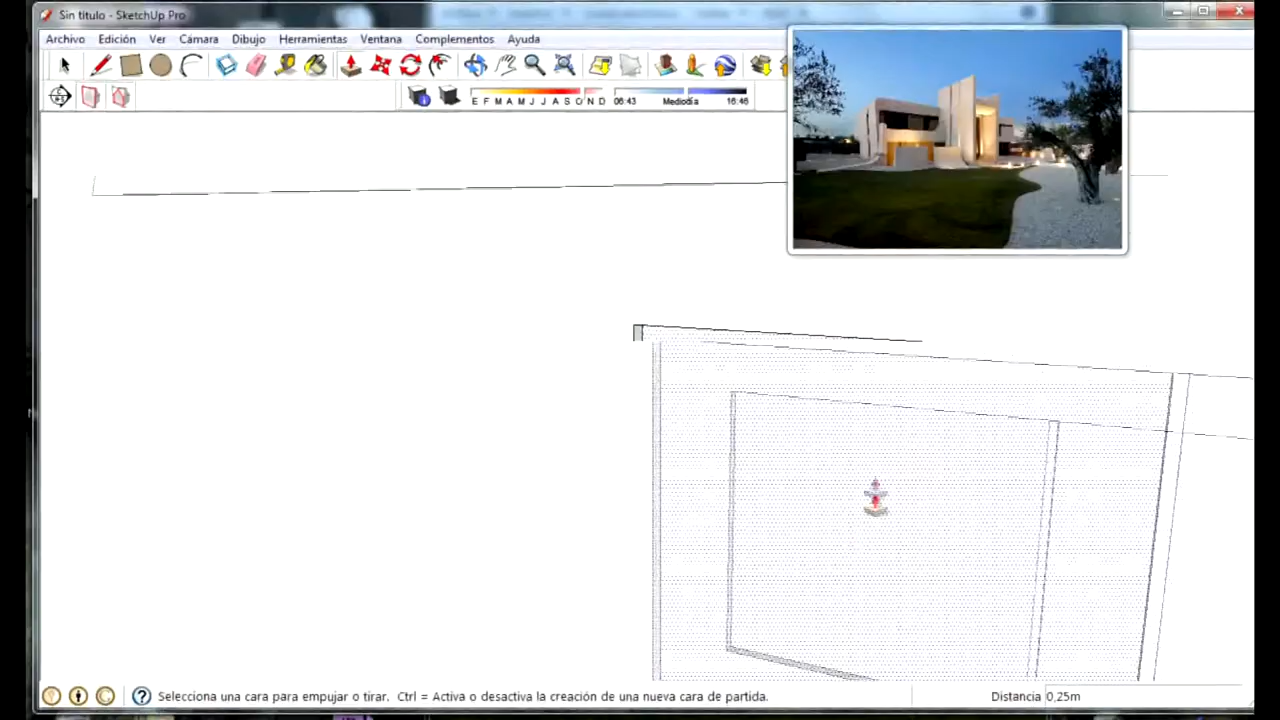 Sin título - SketchUp Pro
Archivo Edición Ver Cámara Dibujo Herramientas Ventana Complementos Ayuda
E F M A M J J A S O N D 06:43 Mediodía 16:46
Selecciona una cara para empujar o tirar. Ctrl = Activa o desactiva la creación de una nueva cara de partida. Distancia 0,25m